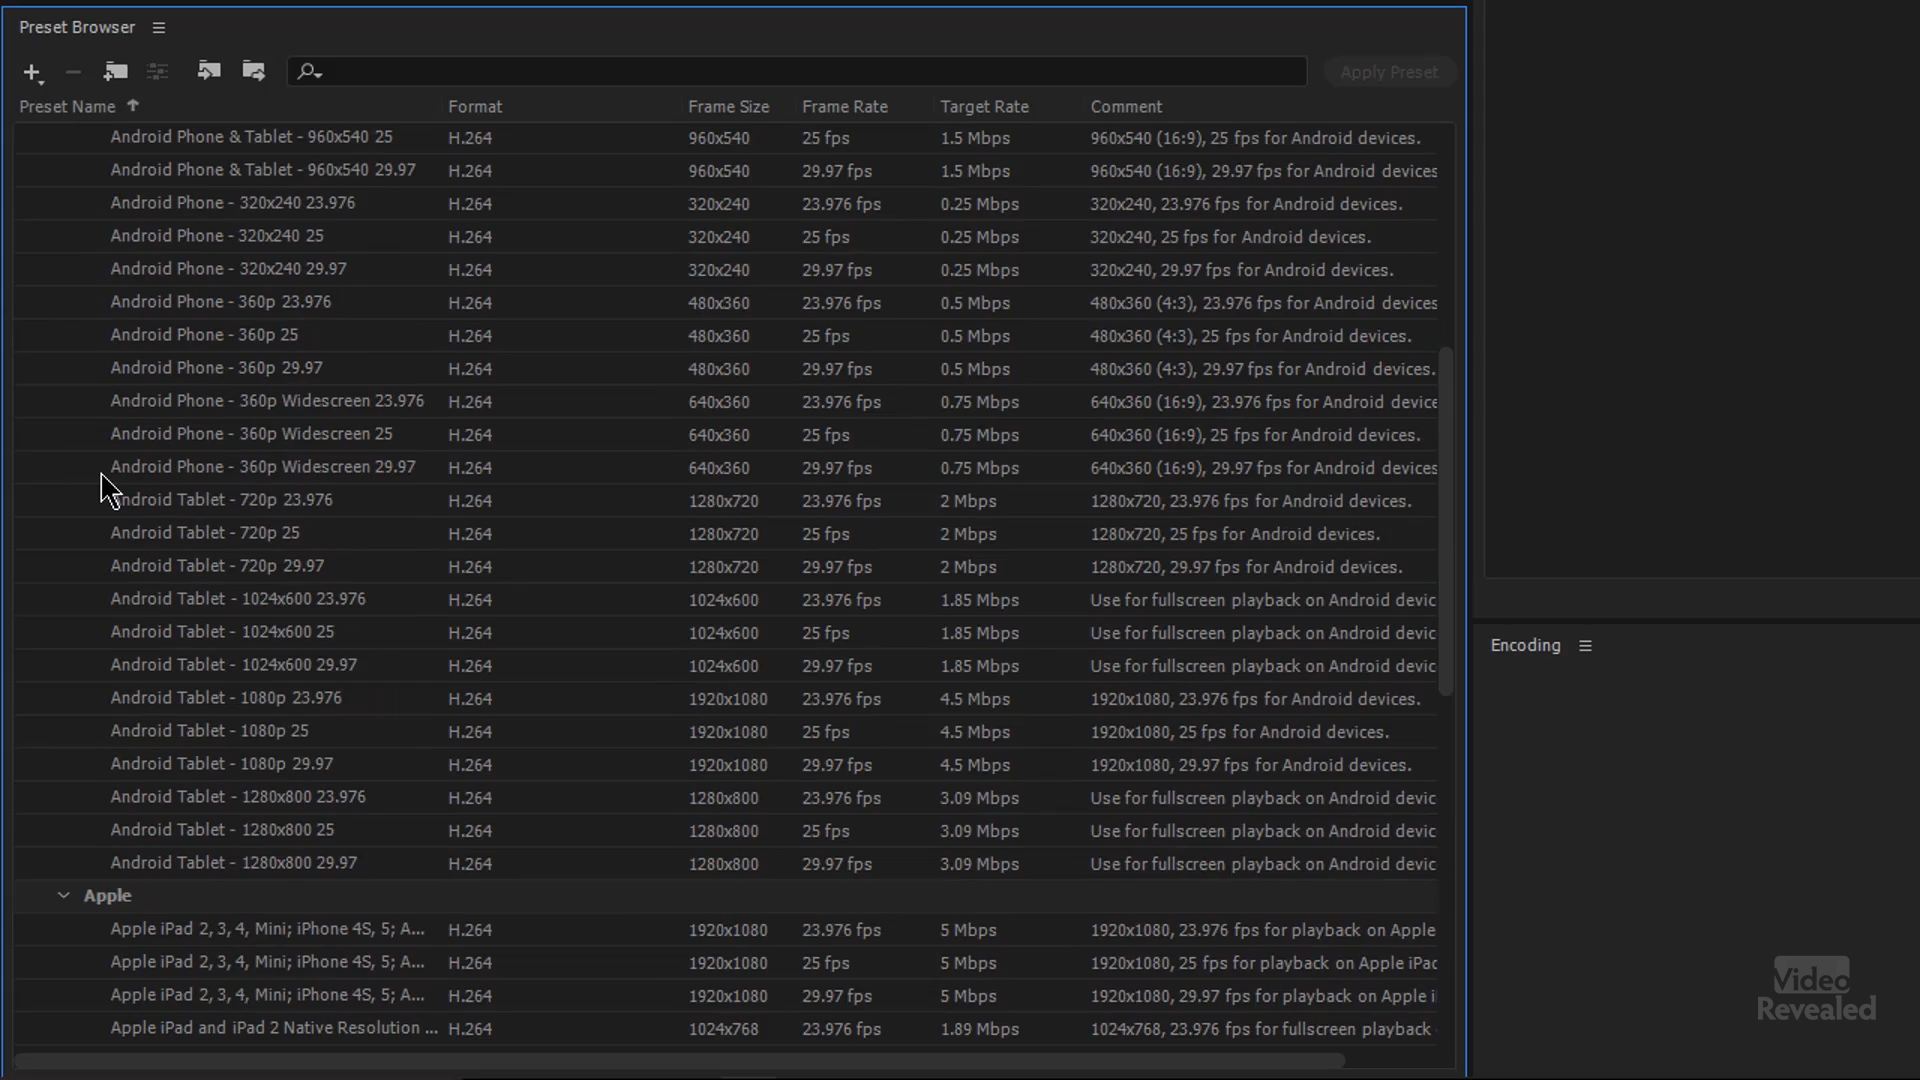 Preset Browser
Apply Preset
Preset Name Format Frame Size Frame Rate Target Rate Comment
Android Phone & Tablet - 960x540 25 H.264 960x540 25 fps 1.5 Mbps 960x540 (16:9), 25 fps for Android devices.
Android Phone & Tablet - 960x540 29.97 H.264 960x540 29.97 fps 1.5 Mbps 960x540 (16:9), 29.97 fps for Android devices
Android Phone - 320x240 23.976 H.264 320x240 23.976 fps 0.25 Mbps 320x240, 23.976 fps for Android devices.
Android Phone - 320x240 25 H.264 320x240 25 fps 0.25 Mbps 320x240, 25 fps for Android devices.
Android Phone - 320x240 29.97 H.264 320x240 29.97 fps 0.25 Mbps 320x240, 29.97 fps for Android devices.
Android Phone - 360p 23.976 H.264 480x360 23.976 fps 0.5 Mbps 480x360 (4:3), 23.976 fps for Android devices
Android Phone - 360p 25 H.264 480x360 25 fps 0.5 Mbps 480x360 (4:3), 25 fps for Android devices.
Android Phone - 360p 29.97 H.264 480x360 29.97 fps 0.5 Mbps 480x360 (4:3), 29.97 fps for Android devices.
Android Phone - 360p Widescreen 23.976 H.264 640x360 23.976 fps 0.75 Mbps 640x360 (16:9), 23.976 fps for Android device
Android Phone - 360p Widescreen 25 H.264 640x360 25 fps 0.75 Mbps 640x360 (16:9), 25 fps for Android devices.
Android Phone - 360p Widescreen 29.97 H.264 640x360 29.97 fps 0.75 Mbps 640x360 (16:9), 29.97 fps for Android devices
Android Tablet - 720p 23.976 H.264 1280x720 23.976 fps 2 Mbps 1280x720, 23.976 fps for Android devices.
Android Tablet - 720p 25 H.264 1280x720 25 fps 2 Mbps 1280x720, 25 fps for Android devices.
Android Tablet - 720p 29.97 H.264 1280x720 29.97 fps 2 Mbps 1280x720, 29.97 fps for Android devices.
Android Tablet - 1024x600 23.976 H.264 1024x600 23.976 fps 1.85 Mbps Use for fullscreen playback on Android devic
Android Tablet - 1024x600 25 H.264 1024x600 25 fps 1.85 Mbps Use for fullscreen playback on Android devic
Android Tablet - 1024x600 29.97 H.264 1024x600 29.97 fps 1.85 Mbps Use for fullscreen playback on Android devic
Android Tablet - 1080p 23.976 H.264 1920x1080 23.976 fps 4.5 Mbps 1920x1080, 23.976 fps for Android devices.
Android Tablet - 1080p 25 H.264 1920x1080 25 fps 4.5 Mbps 1920x1080, 25 fps for Android devices.
Android Tablet - 1080p 29.97 H.264 1920x1080 29.97 fps 4.5 Mbps 1920x1080, 29.97 fps for Android devices.
Android Tablet - 1280x800 23.976 H.264 1280x800 23.976 fps 3.09 Mbps Use for fullscreen playback on Android devic
Android Tablet - 1280x800 25 H.264 1280x800 25 fps 3.09 Mbps Use for fullscreen playback on Android devic
Android Tablet - 1280x800 29.97 H.264 1280x800 29.97 fps 3.09 Mbps Use for fullscreen playback on Android devic
Apple
Apple iPad 2, 3, 4, Mini; iPhone 4S, 5; A... H.264 1920x1080 23.976 fps 5 Mbps 1920x1080, 23.976 fps for playback on Apple
Apple iPad 2, 3, 4, Mini; iPhone 4S, 5; A... H.264 1920x1080 25 fps 5 Mbps 1920x1080, 25 fps for playback on Apple iPad
Apple iPad 2, 3, 4, Mini; iPhone 4S, 5; A... H.264 1920x1080 29.97 fps 5 Mbps 1920x1080, 29.97 fps for playback on Apple i
Apple iPad and iPad 2 Native Resolution ... H.264 1024x768 23.976 fps 1.89 Mbps 1024x768, 23.976 fps for fullscreen playback
Encoding
Video
Revealed